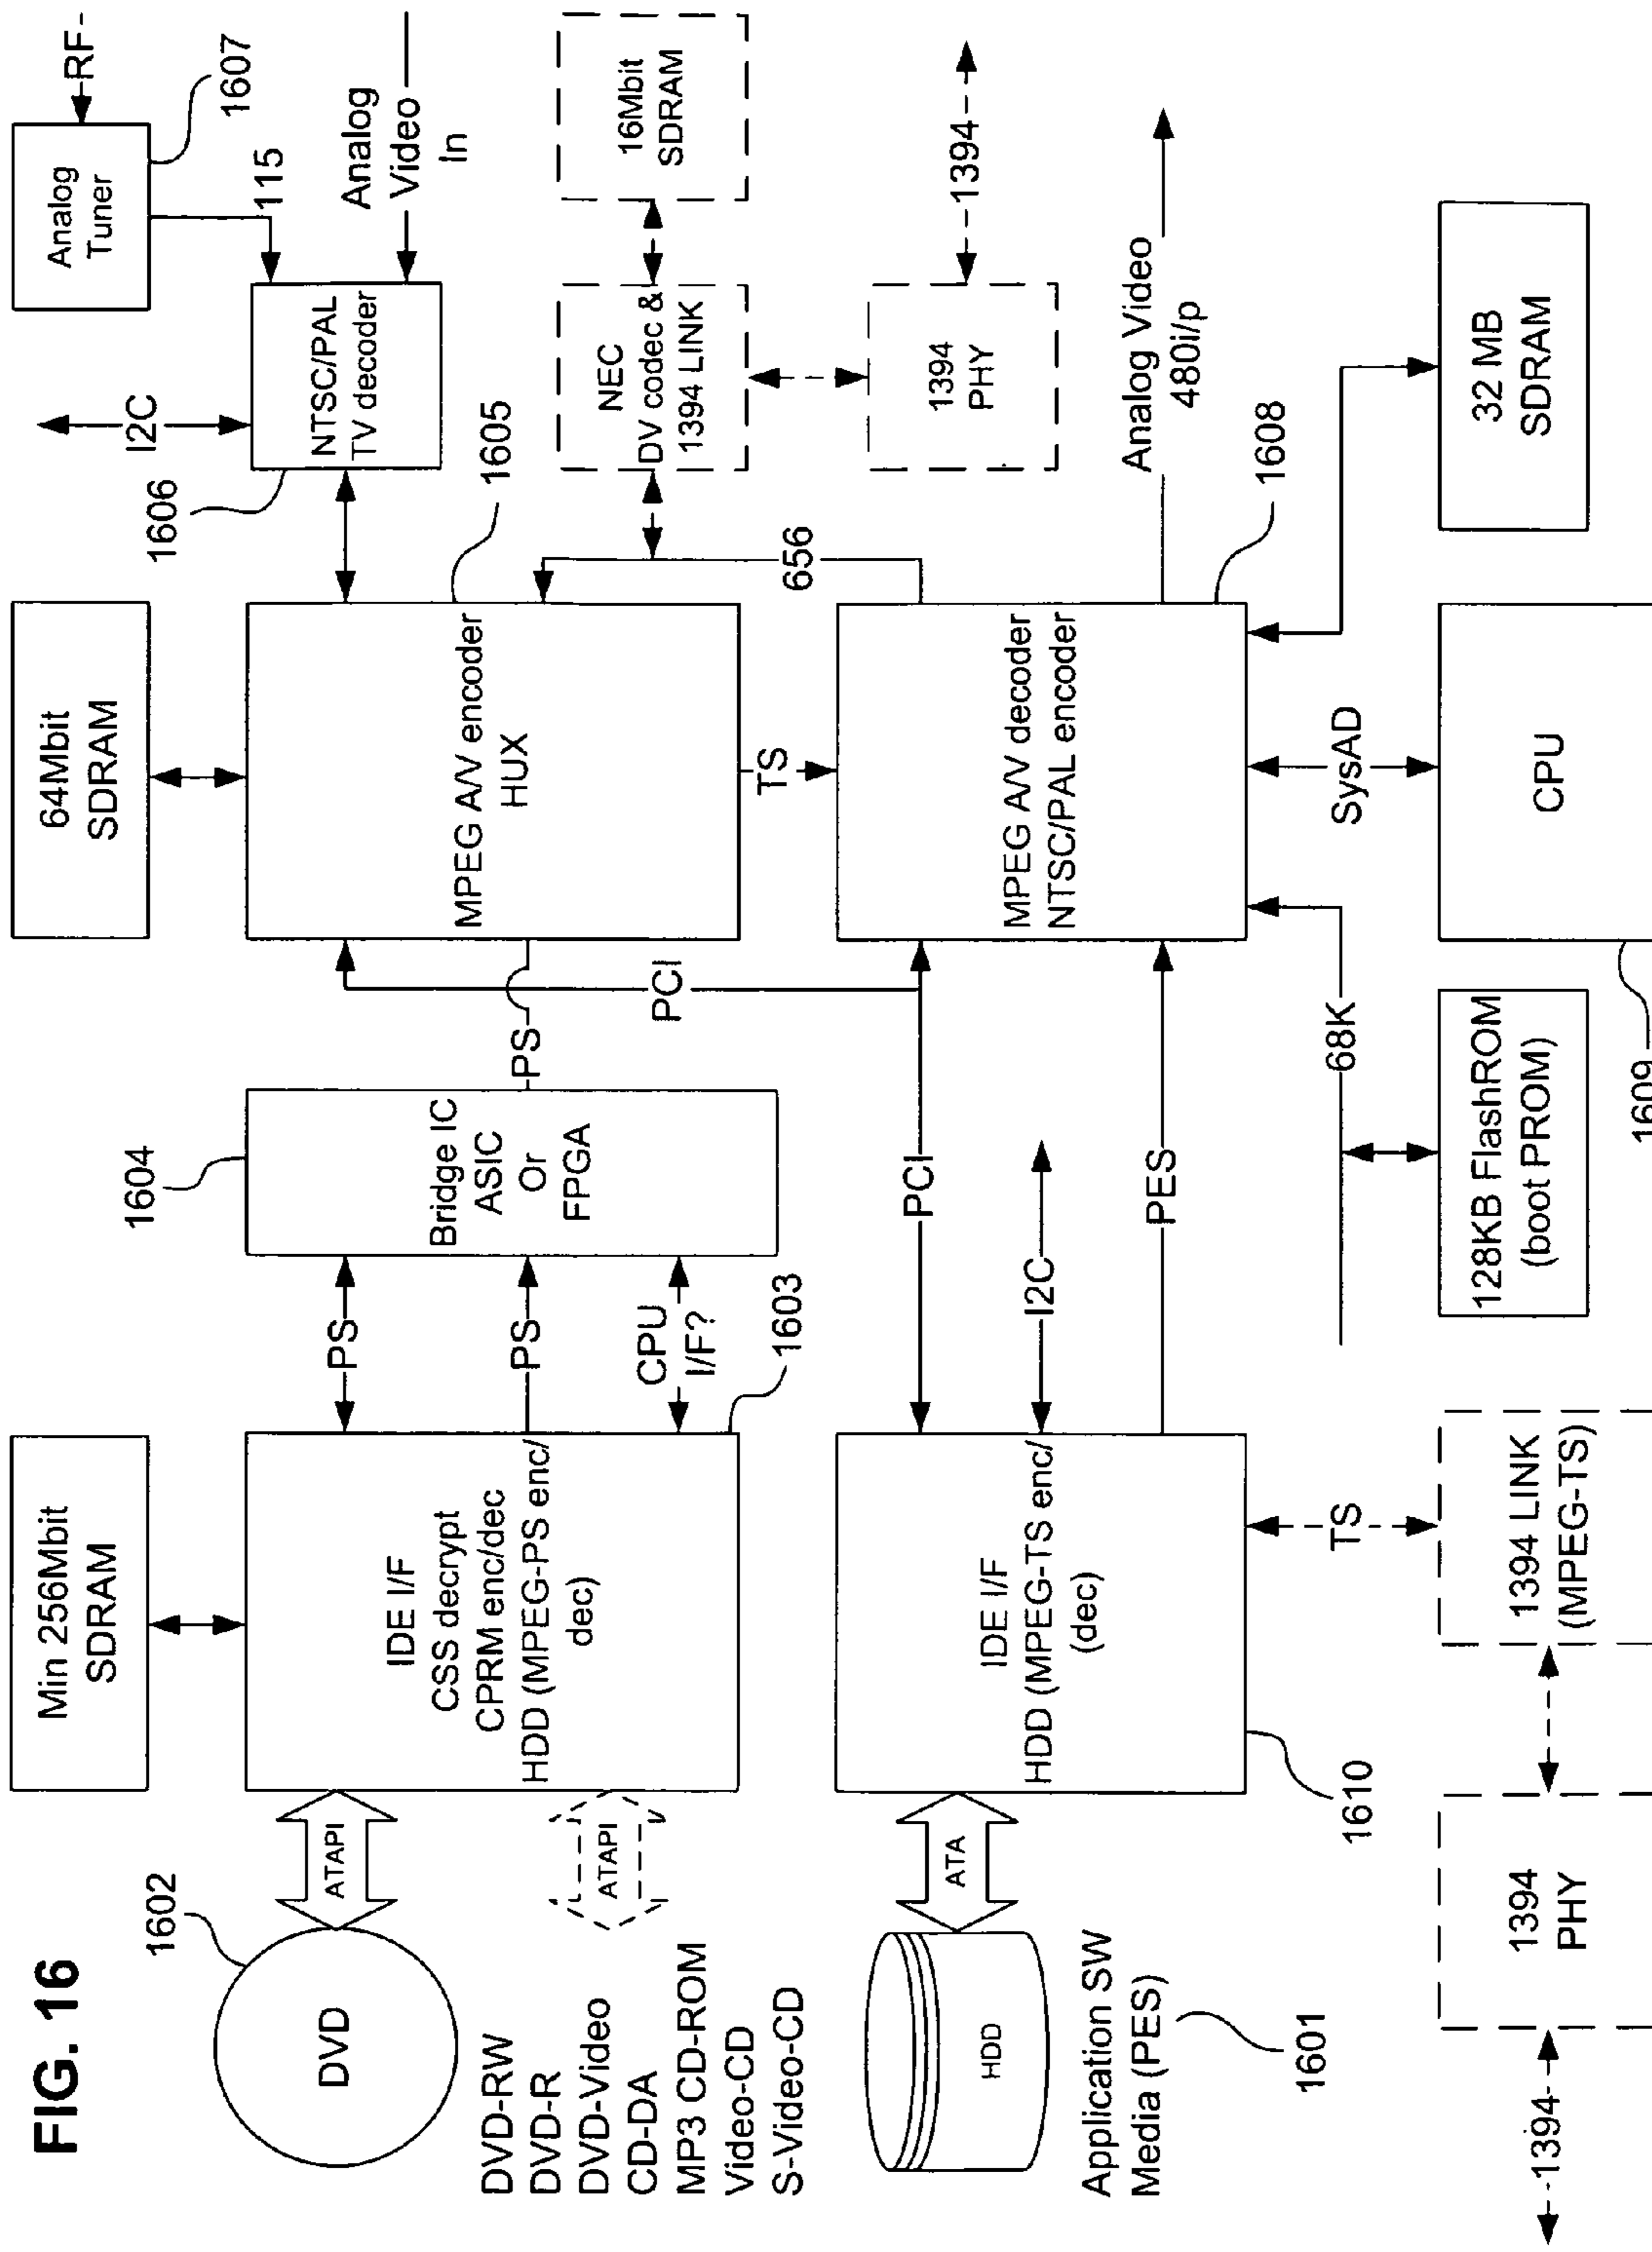 FIG. 16
1602
DVD
ATAPI
DVD-RW
DVD-R
DVD-Video
CD-DA
MP3 CD-ROM
Video-CD
S-Video-CD
ATAPI
Min 256Mbit
SDRAM
IDE I/F
CSS decrypt
CPRM enc/dec
HDD (MPEG-PS enc/
dec)
1603
PS
PS
CPU
I/F?
1604
Bridge IC
ASIC
Or
FPGA
PS
PCI
64Mbit
SDRAM
MPEG A/V encoder
HUX
1605
1606
I2C
NTSC/PAL
TV decoder
115
Analog
Tuner
RF
1607
Analog
Video
In
656
NEC
DV codec &
1394 LINK
16Mbit
SDRAM
1394
PHY
1394
HDD
Application SW
Media (PES)
1601
ATA
IDE I/F
HDD (MPEG-TS enc/
(dec)
1610
PCI
I2C
PES
TS
MPEG A/V decoder
NTSC/PAL encoder
1608
Analog Video
480i/p
1394
1394
PHY
1394 LINK
(MPEG-TS)
TS
68K
128KB FlashROM
(boot PROM)
SysAD
CPU
1609
32 MB
SDRAM